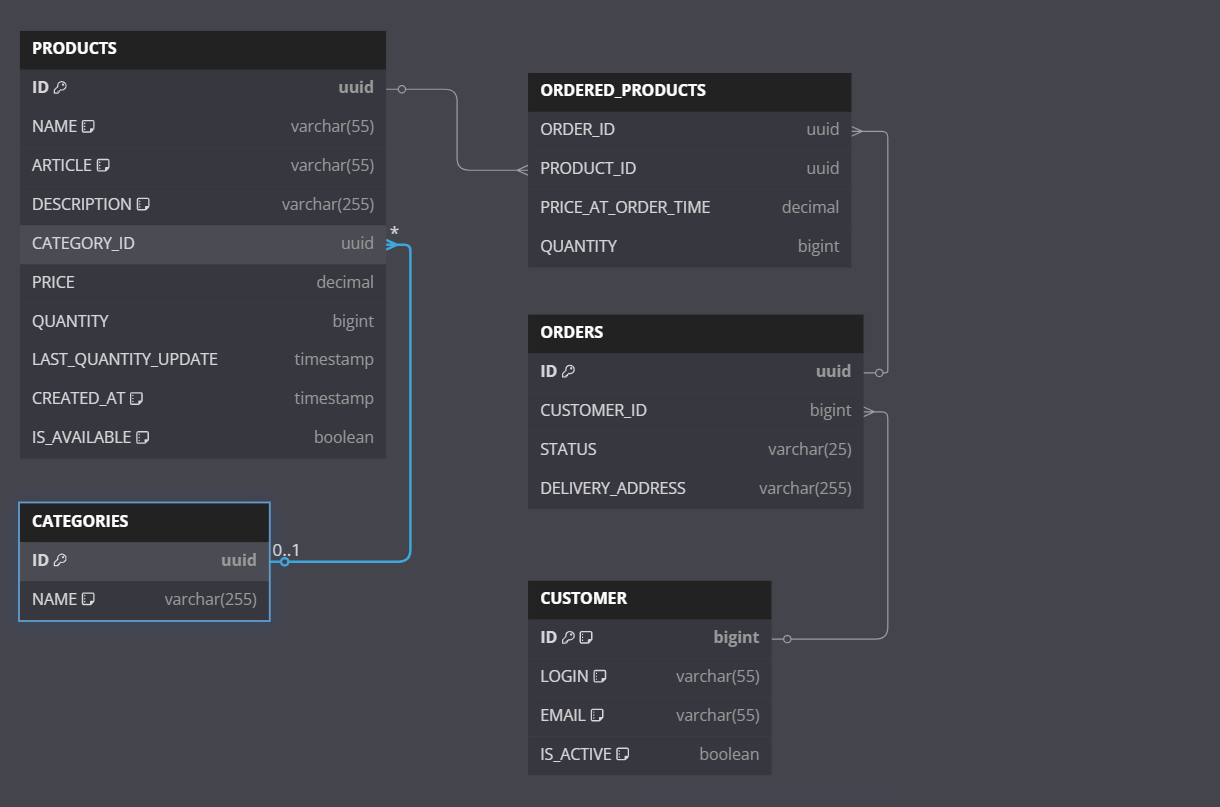 PRODUCTS
ID uuid
NAME varchar(55)
ARTICLE varchar(55)
DESCRIPTION varchar(255)
CATEGORY_ID uuid
*
PRICE decimal
QUANTITY bigint
LAST_QUANTITY_UPDATE timestamp
CREATED_AT timestamp
IS_AVAILABLE boolean
CATEGORIES
ID uuid
0..1
NAME varchar(255)
ORDERED_PRODUCTS
ORDER_ID uuid
PRODUCT_ID uuid
PRICE_AT_ORDER_TIME decimal
QUANTITY bigint
ORDERS
ID uuid
CUSTOMER_ID bigint
STATUS varchar(25)
DELIVERY_ADDRESS varchar(255)
CUSTOMER
ID bigint
LOGIN varchar(55)
EMAIL varchar(55)
IS_ACTIVE boolean